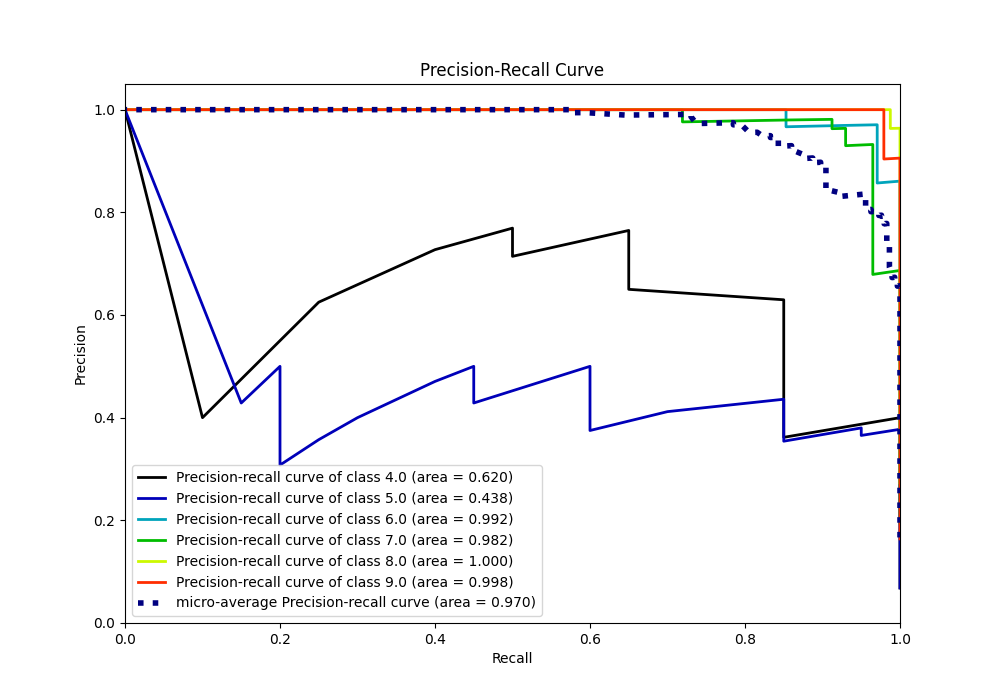 Precision-Recall Curve
1.0
0.8
0.6
0.4
0.2
0.0
Precision
Precision-recall curve of class 4.0 (area = 0.620)
Precision-recall curve of class 5.0 (area = 0.438)
Precision-recall curve of class 6.0 (area = 0.992)
Precision-recall curve of class 7.0 (area = 0.982)
Precision-recall curve of class 8.0 (area = 1.000)
Precision-recall curve of class 9.0 (area = 0.998)
micro-average Precision-recall curve (area = 0.970)
0.0 0.2 0.4 0.6 0.8 1.0
Recall